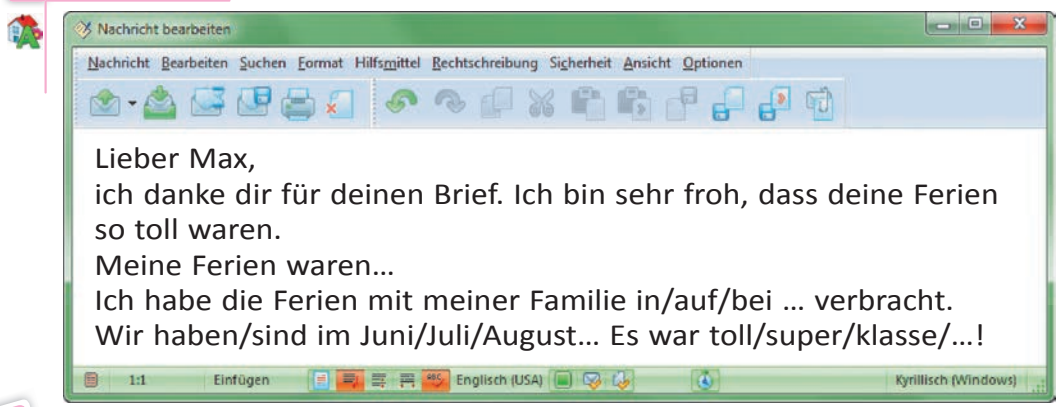 Nachricht bearbeiten
Nachricht Bearbeiten Suchen Format Hilfsmittel Rechtschreibung Sicherheit Ansicht Optionen
Lieber Max,
ich danke dir für deinen Brief. Ich bin sehr froh, dass deine Ferien
so toll waren.
Meine Ferien waren…
Ich habe die Ferien mit meiner Familie in/auf/bei … verbracht.
Wir haben/sind im Juni/Juli/August… Es war toll/super/klasse/…!
1:1 Einfügen ABC Englisch (USA) Kyrillisch (Windows)